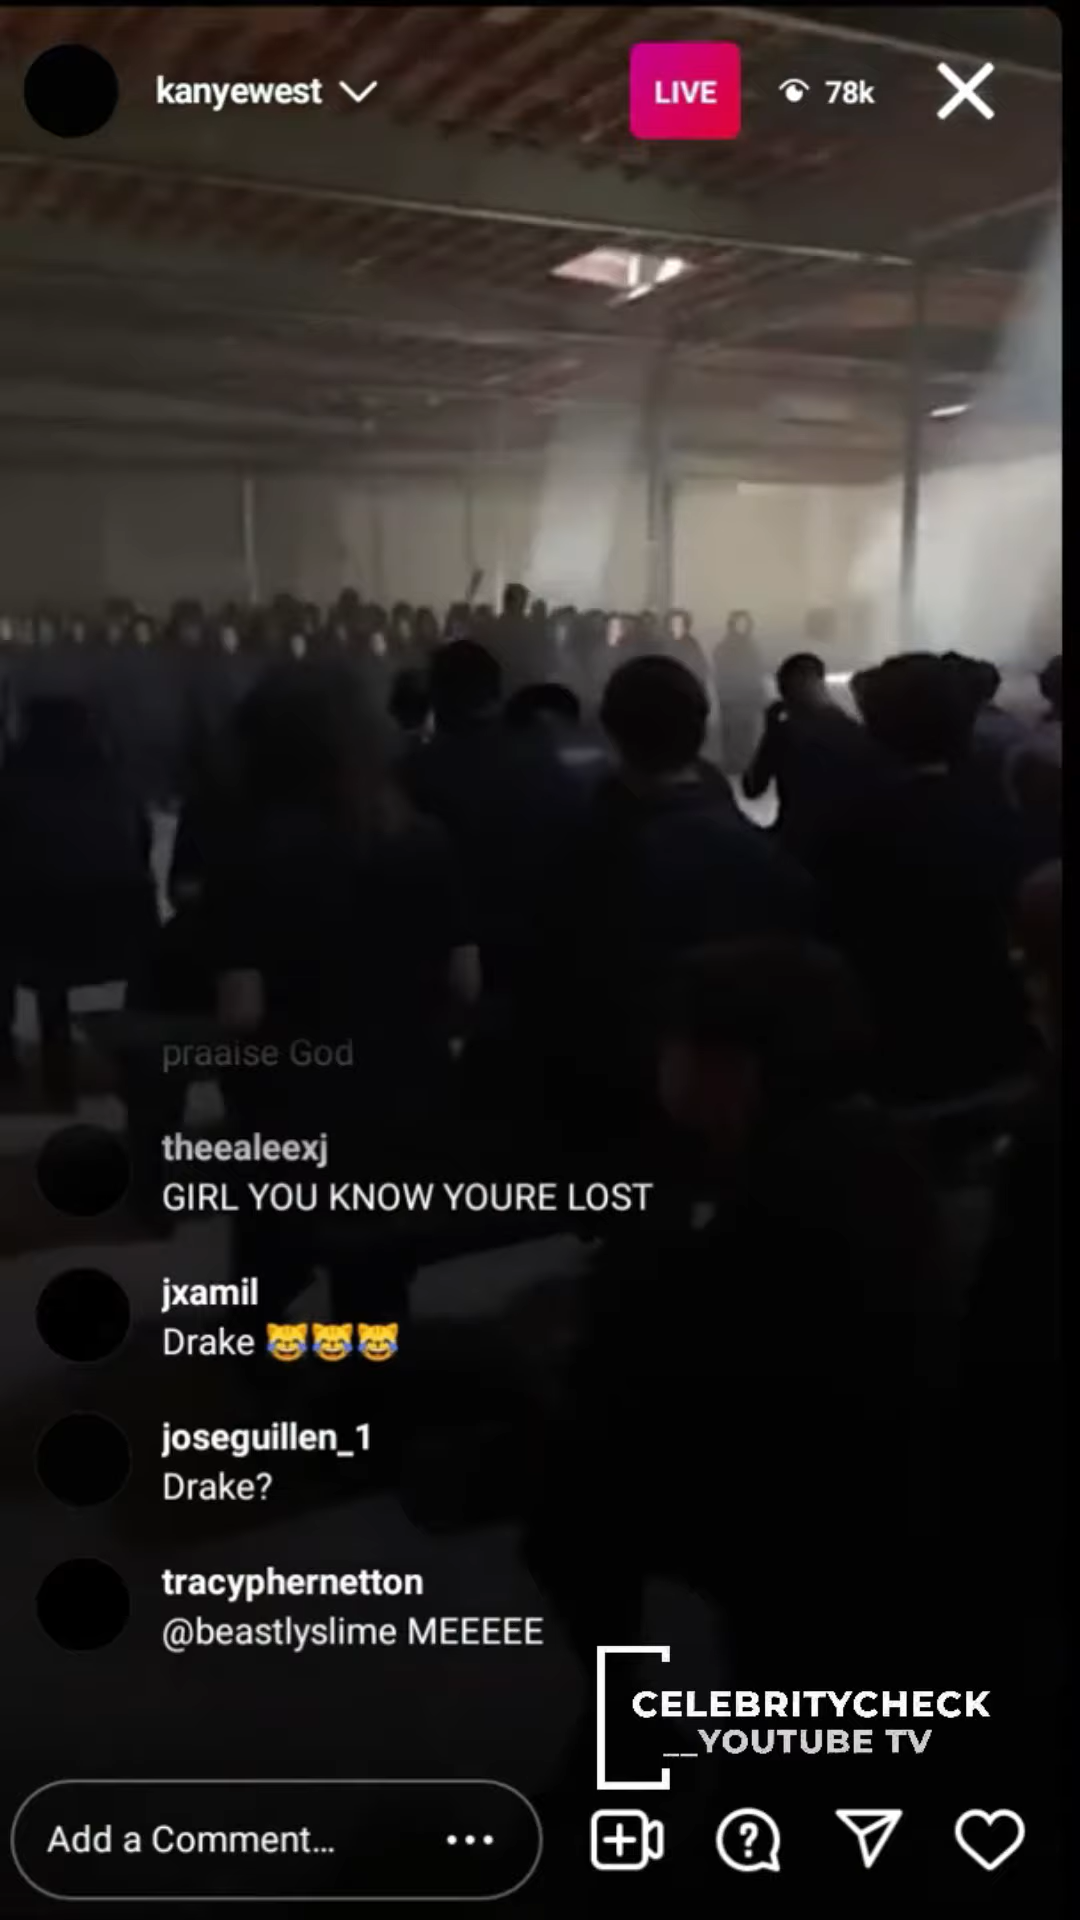 kanyewest
LIVE
78k
praaise God
theealeexj
GIRL YOU KNOW YOURE LOST
jxamil
Drake 😹😹😹
joseguillen_1
Drake?
tracyphernetton
@beastlyslime MEEEEE
CELEBRITYCHECK
__YOUTUBE TV
Add a Comment...